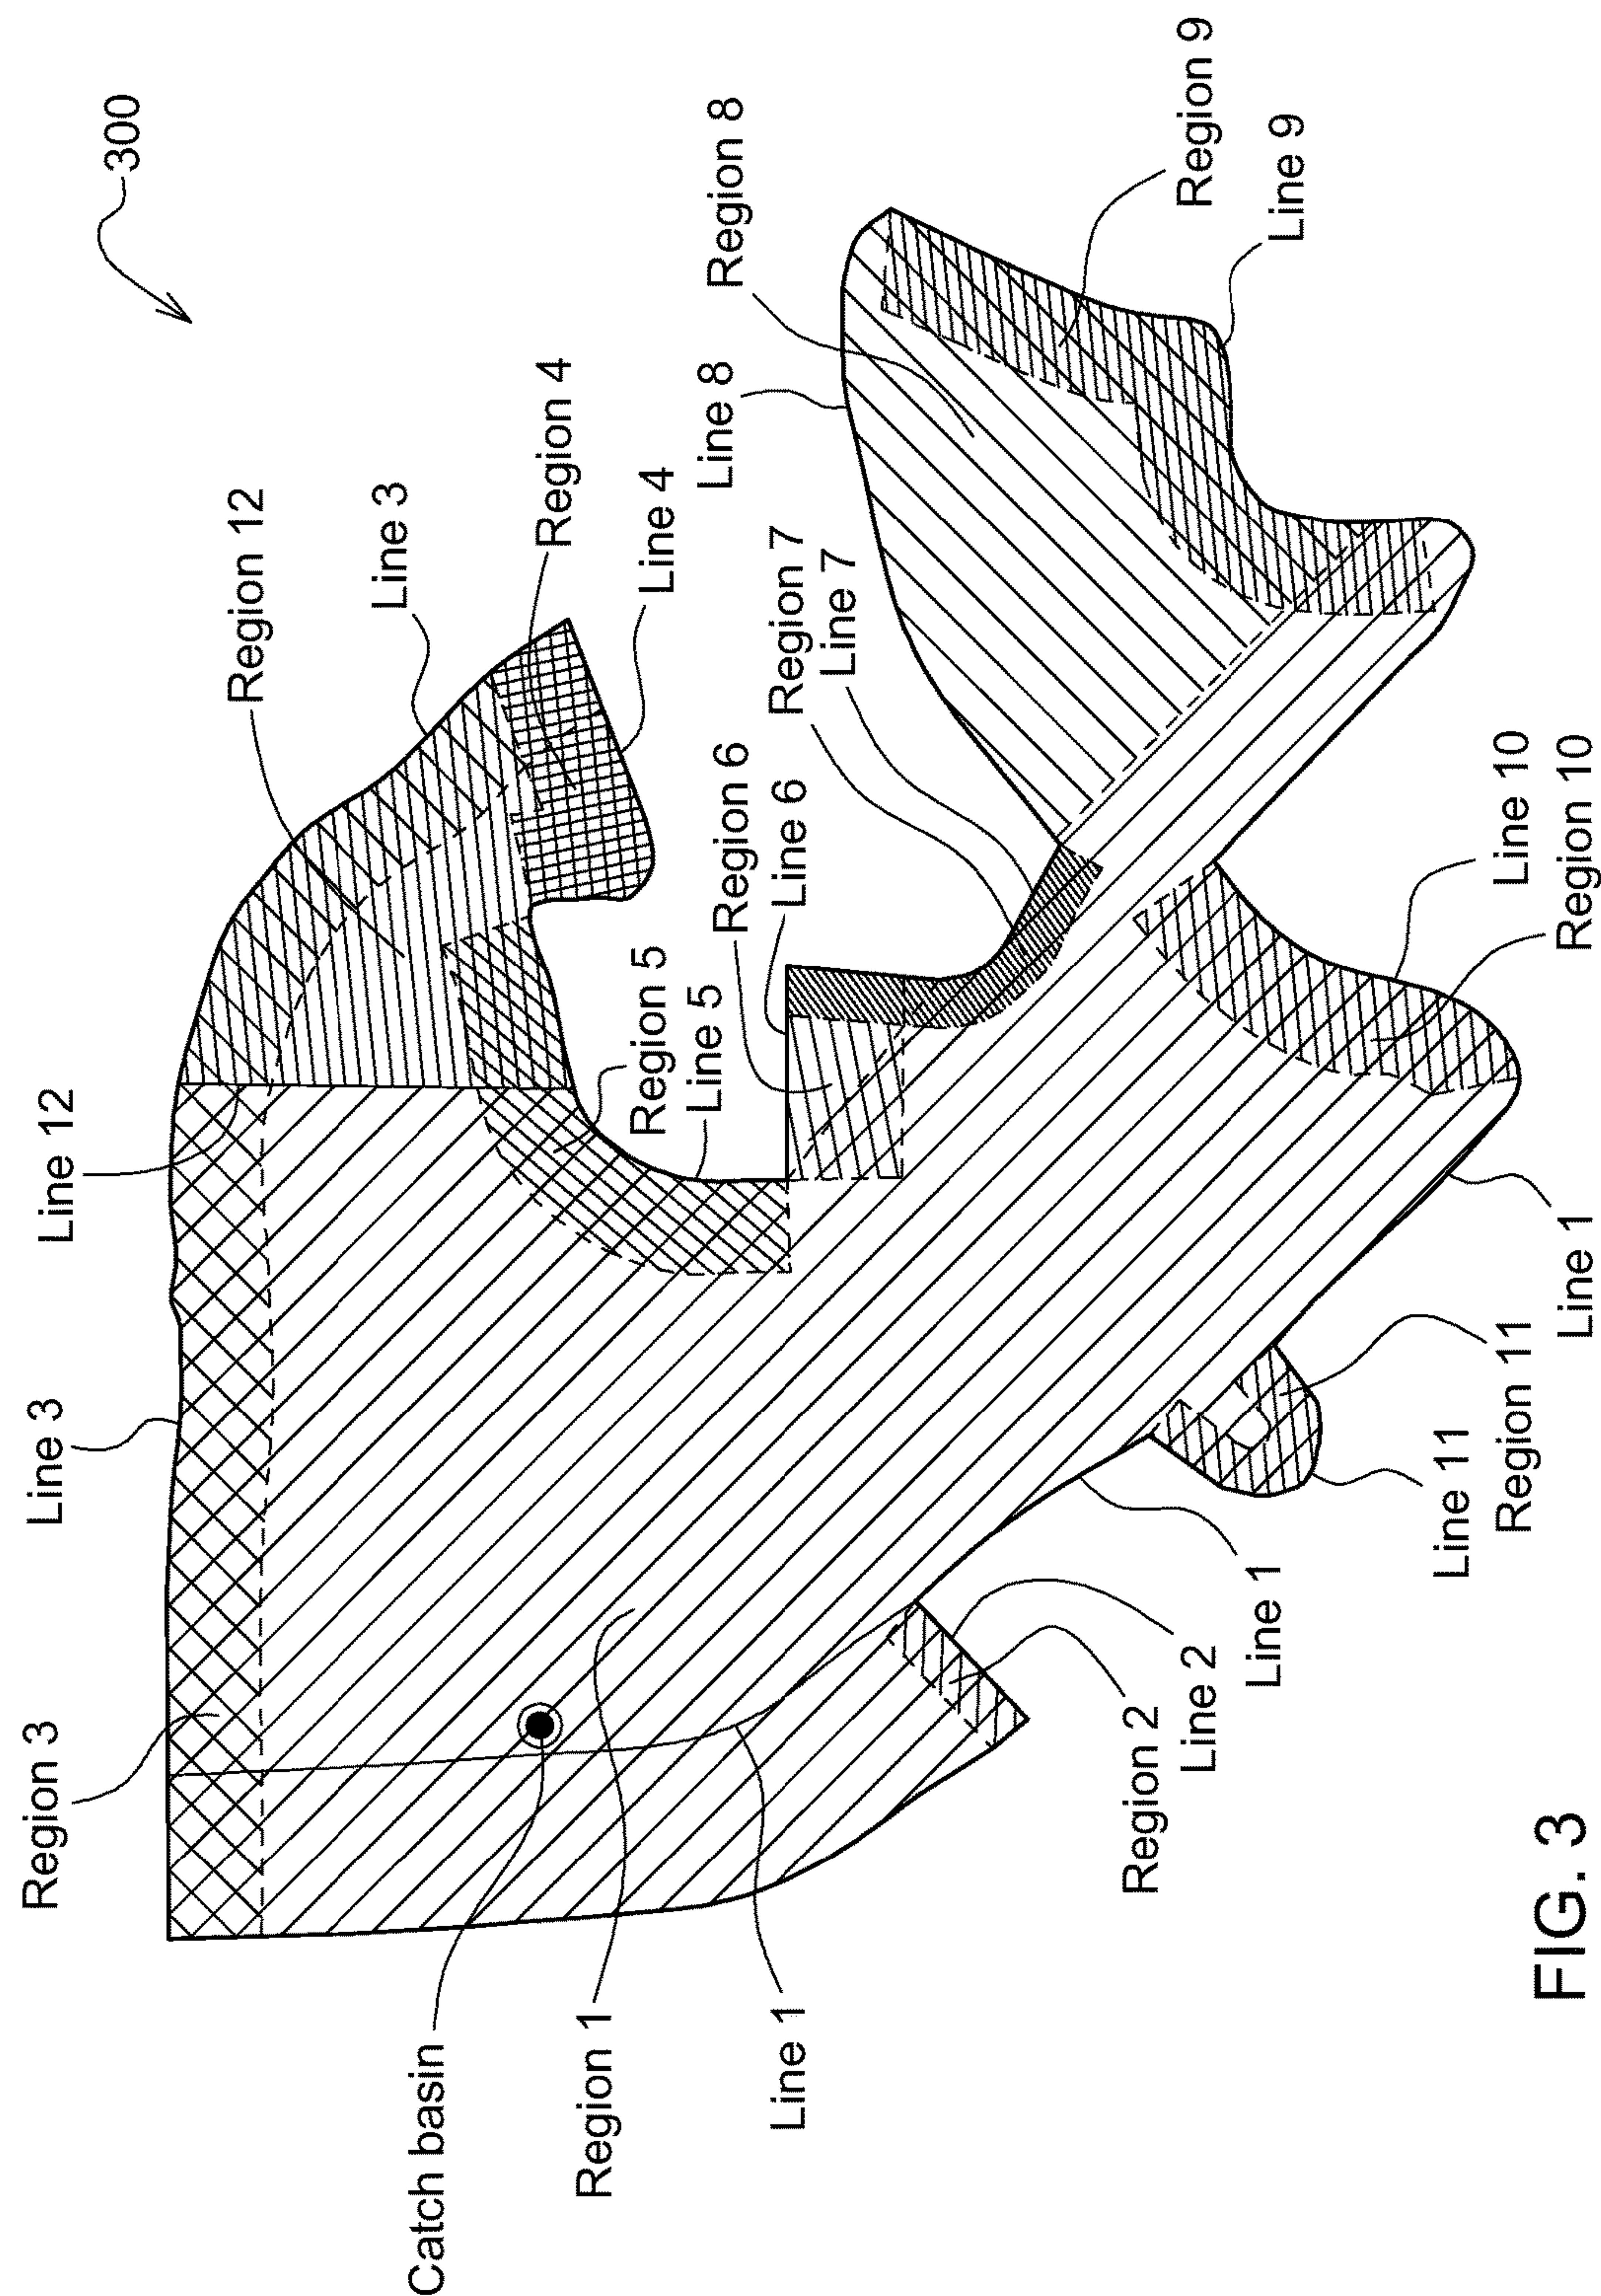 300
Region 3
Line 3
Line 12
Region 12
Line 3
Catch basin
Region 4
Region 1
Region 5
Line 5
Line 4
Line 8
Region 8
Region 6
Line 6
Region 7
Line 7
Line 1
Region 2
Line 2
Region 9
Line 9
Line 1
Line 11
Region 11
Line 10
Region 10
Line 1
FIG. 3